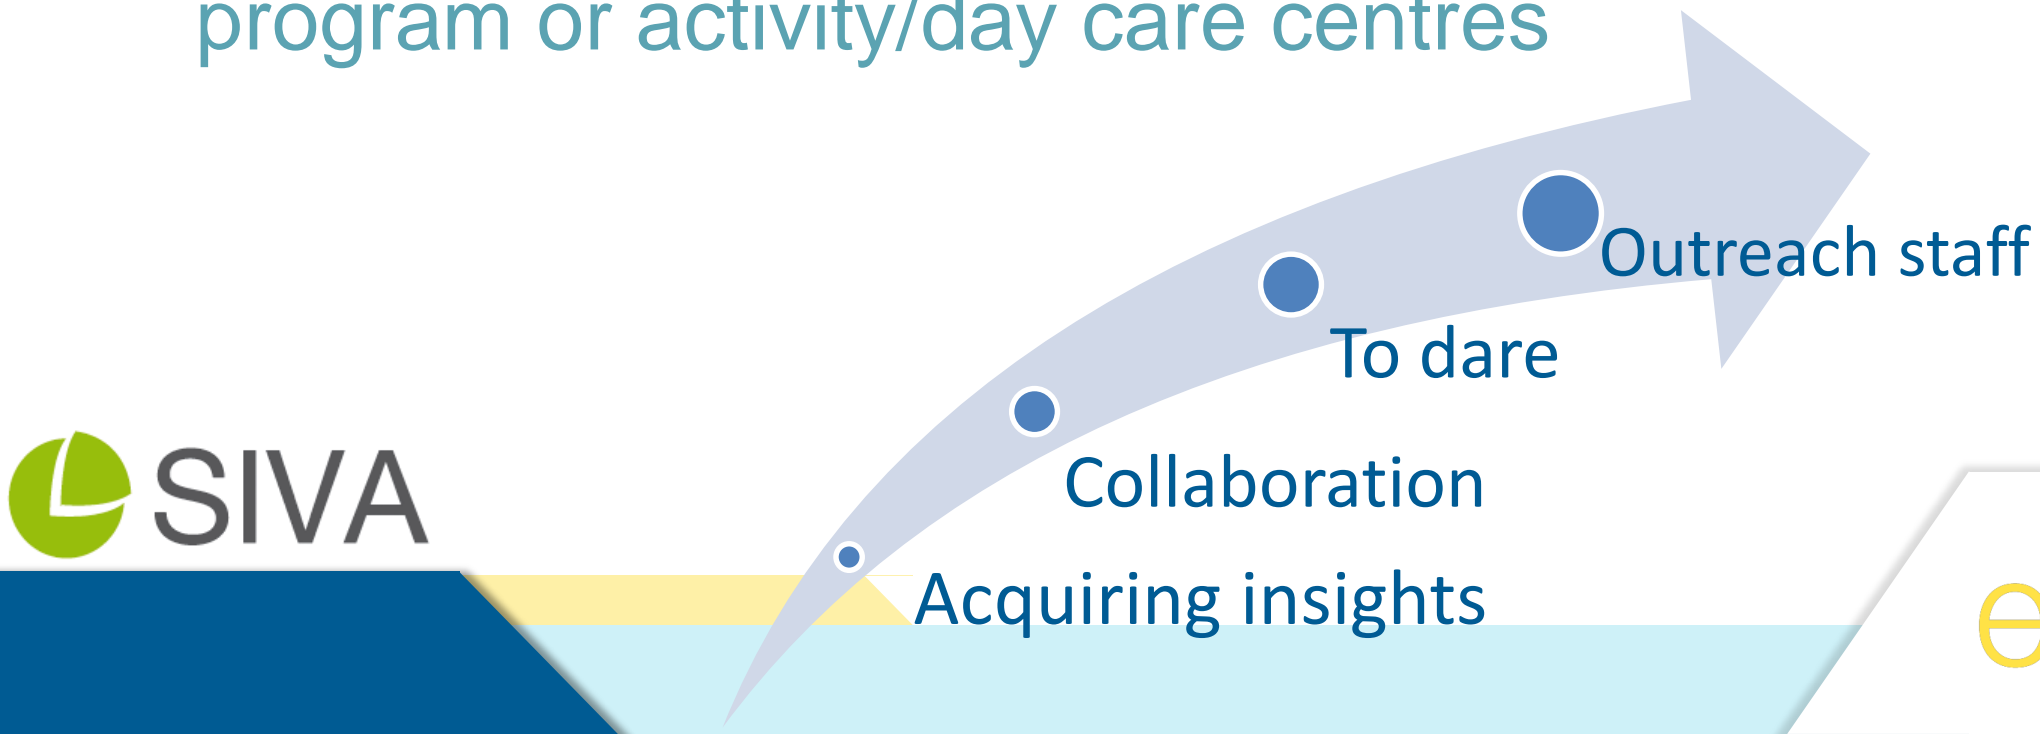 program or activity/day care centres
Outreach staff
To dare
Collaboration
SIVA
Acquiring insights
e